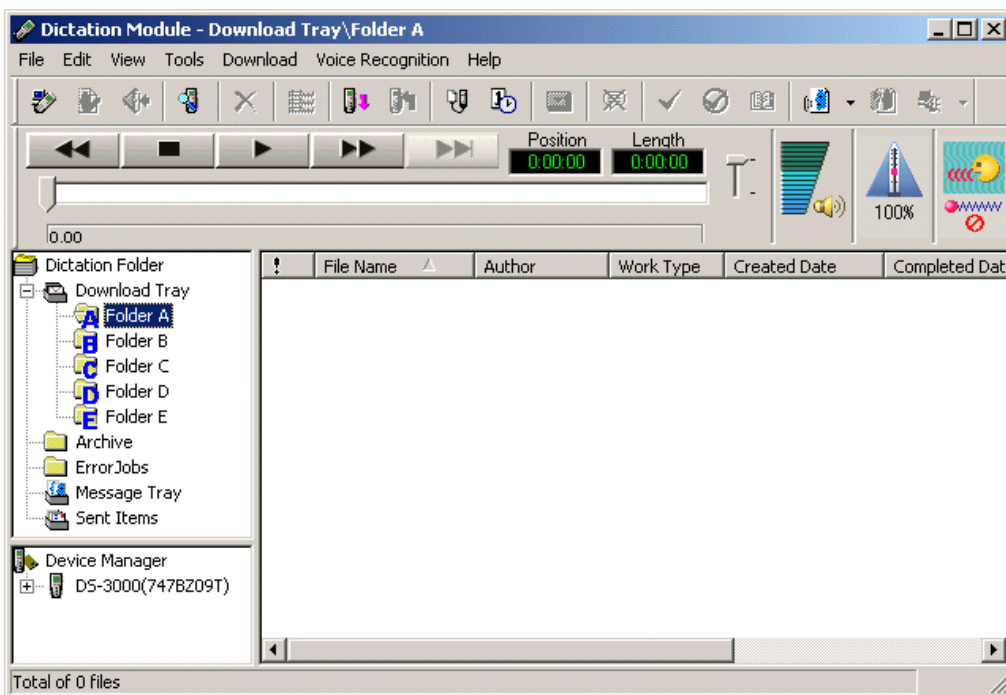 Dictation Module - Download Tray\Folder A
File Edit View Tools Download Voice Recognition Help
Position Length
0:00:00 0:00:00
100%
0.00
Dictation Folder
! File Name Author Work Type Created Date Completed Dat
Download Tray
Folder A
Folder B
Folder C
Folder D
Folder E
Archive
ErrorJobs
Message Tray
Sent Items
Device Manager
DS-3000(747BZ09T)
Total of 0 files